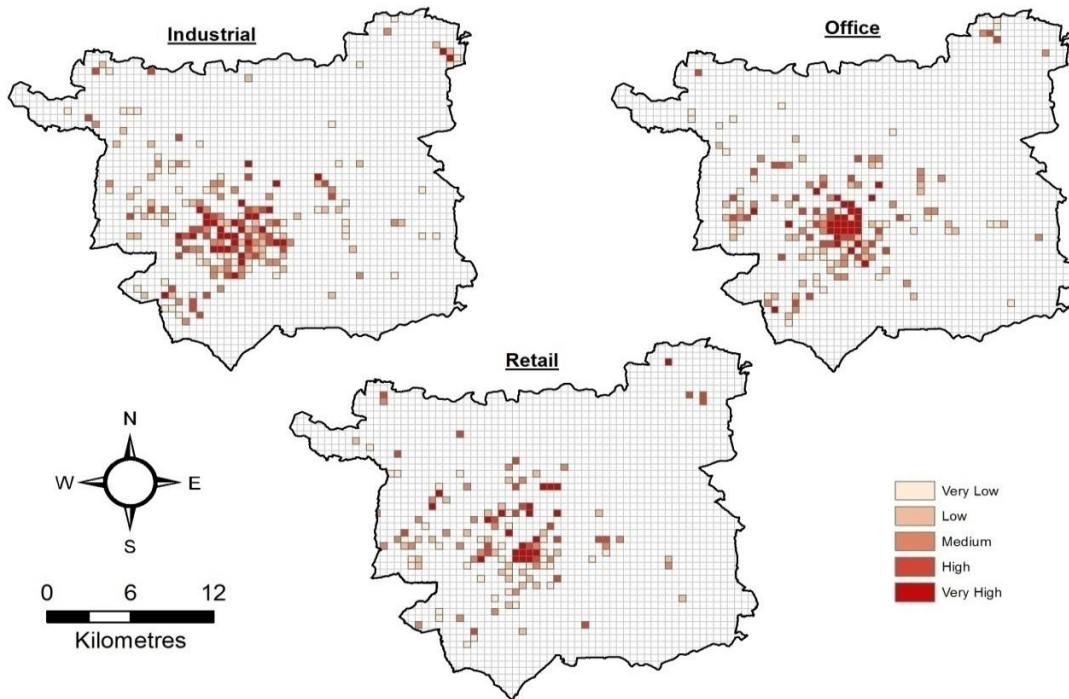 Industrial
Office
Retail
N
W E
S
0 6 12
Kilometres
Very Low
Low
Medium
High
Very High